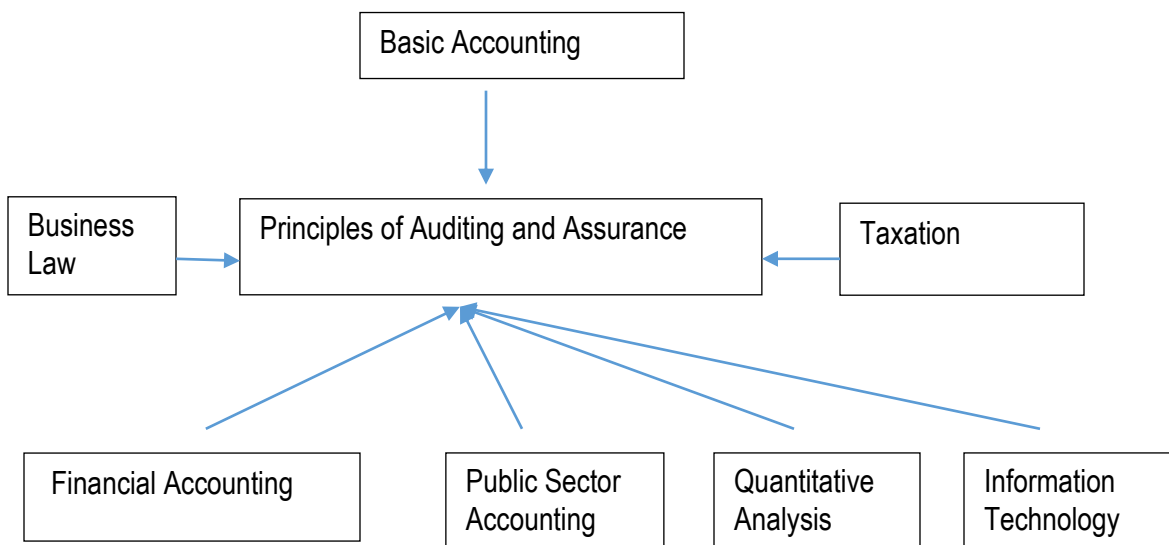 Basic Accounting
Business
Law
Principles of Auditing and Assurance
Taxation
Financial Accounting
Public Sector
Accounting
Quantitative
Analysis
Information
Technology